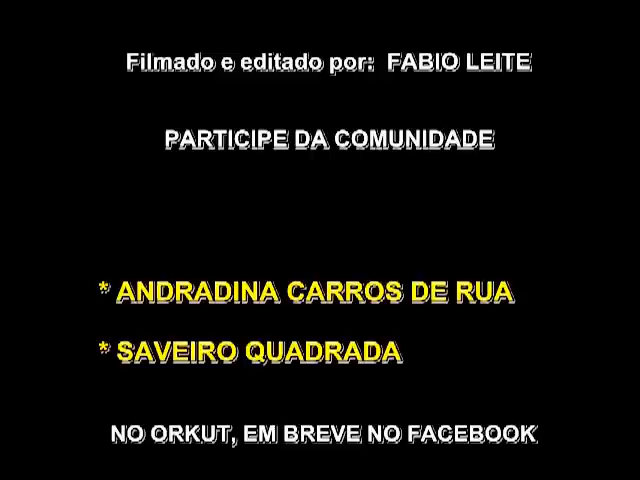 Filmado e editado por: FABIO LEITE
PARTICIPE DA COMUNIDADE
* ANDRADINA CARROS DE RUA
* SAVEIRO QUADRADA
NO ORKUT, EM BREVE NO FACEBOOK